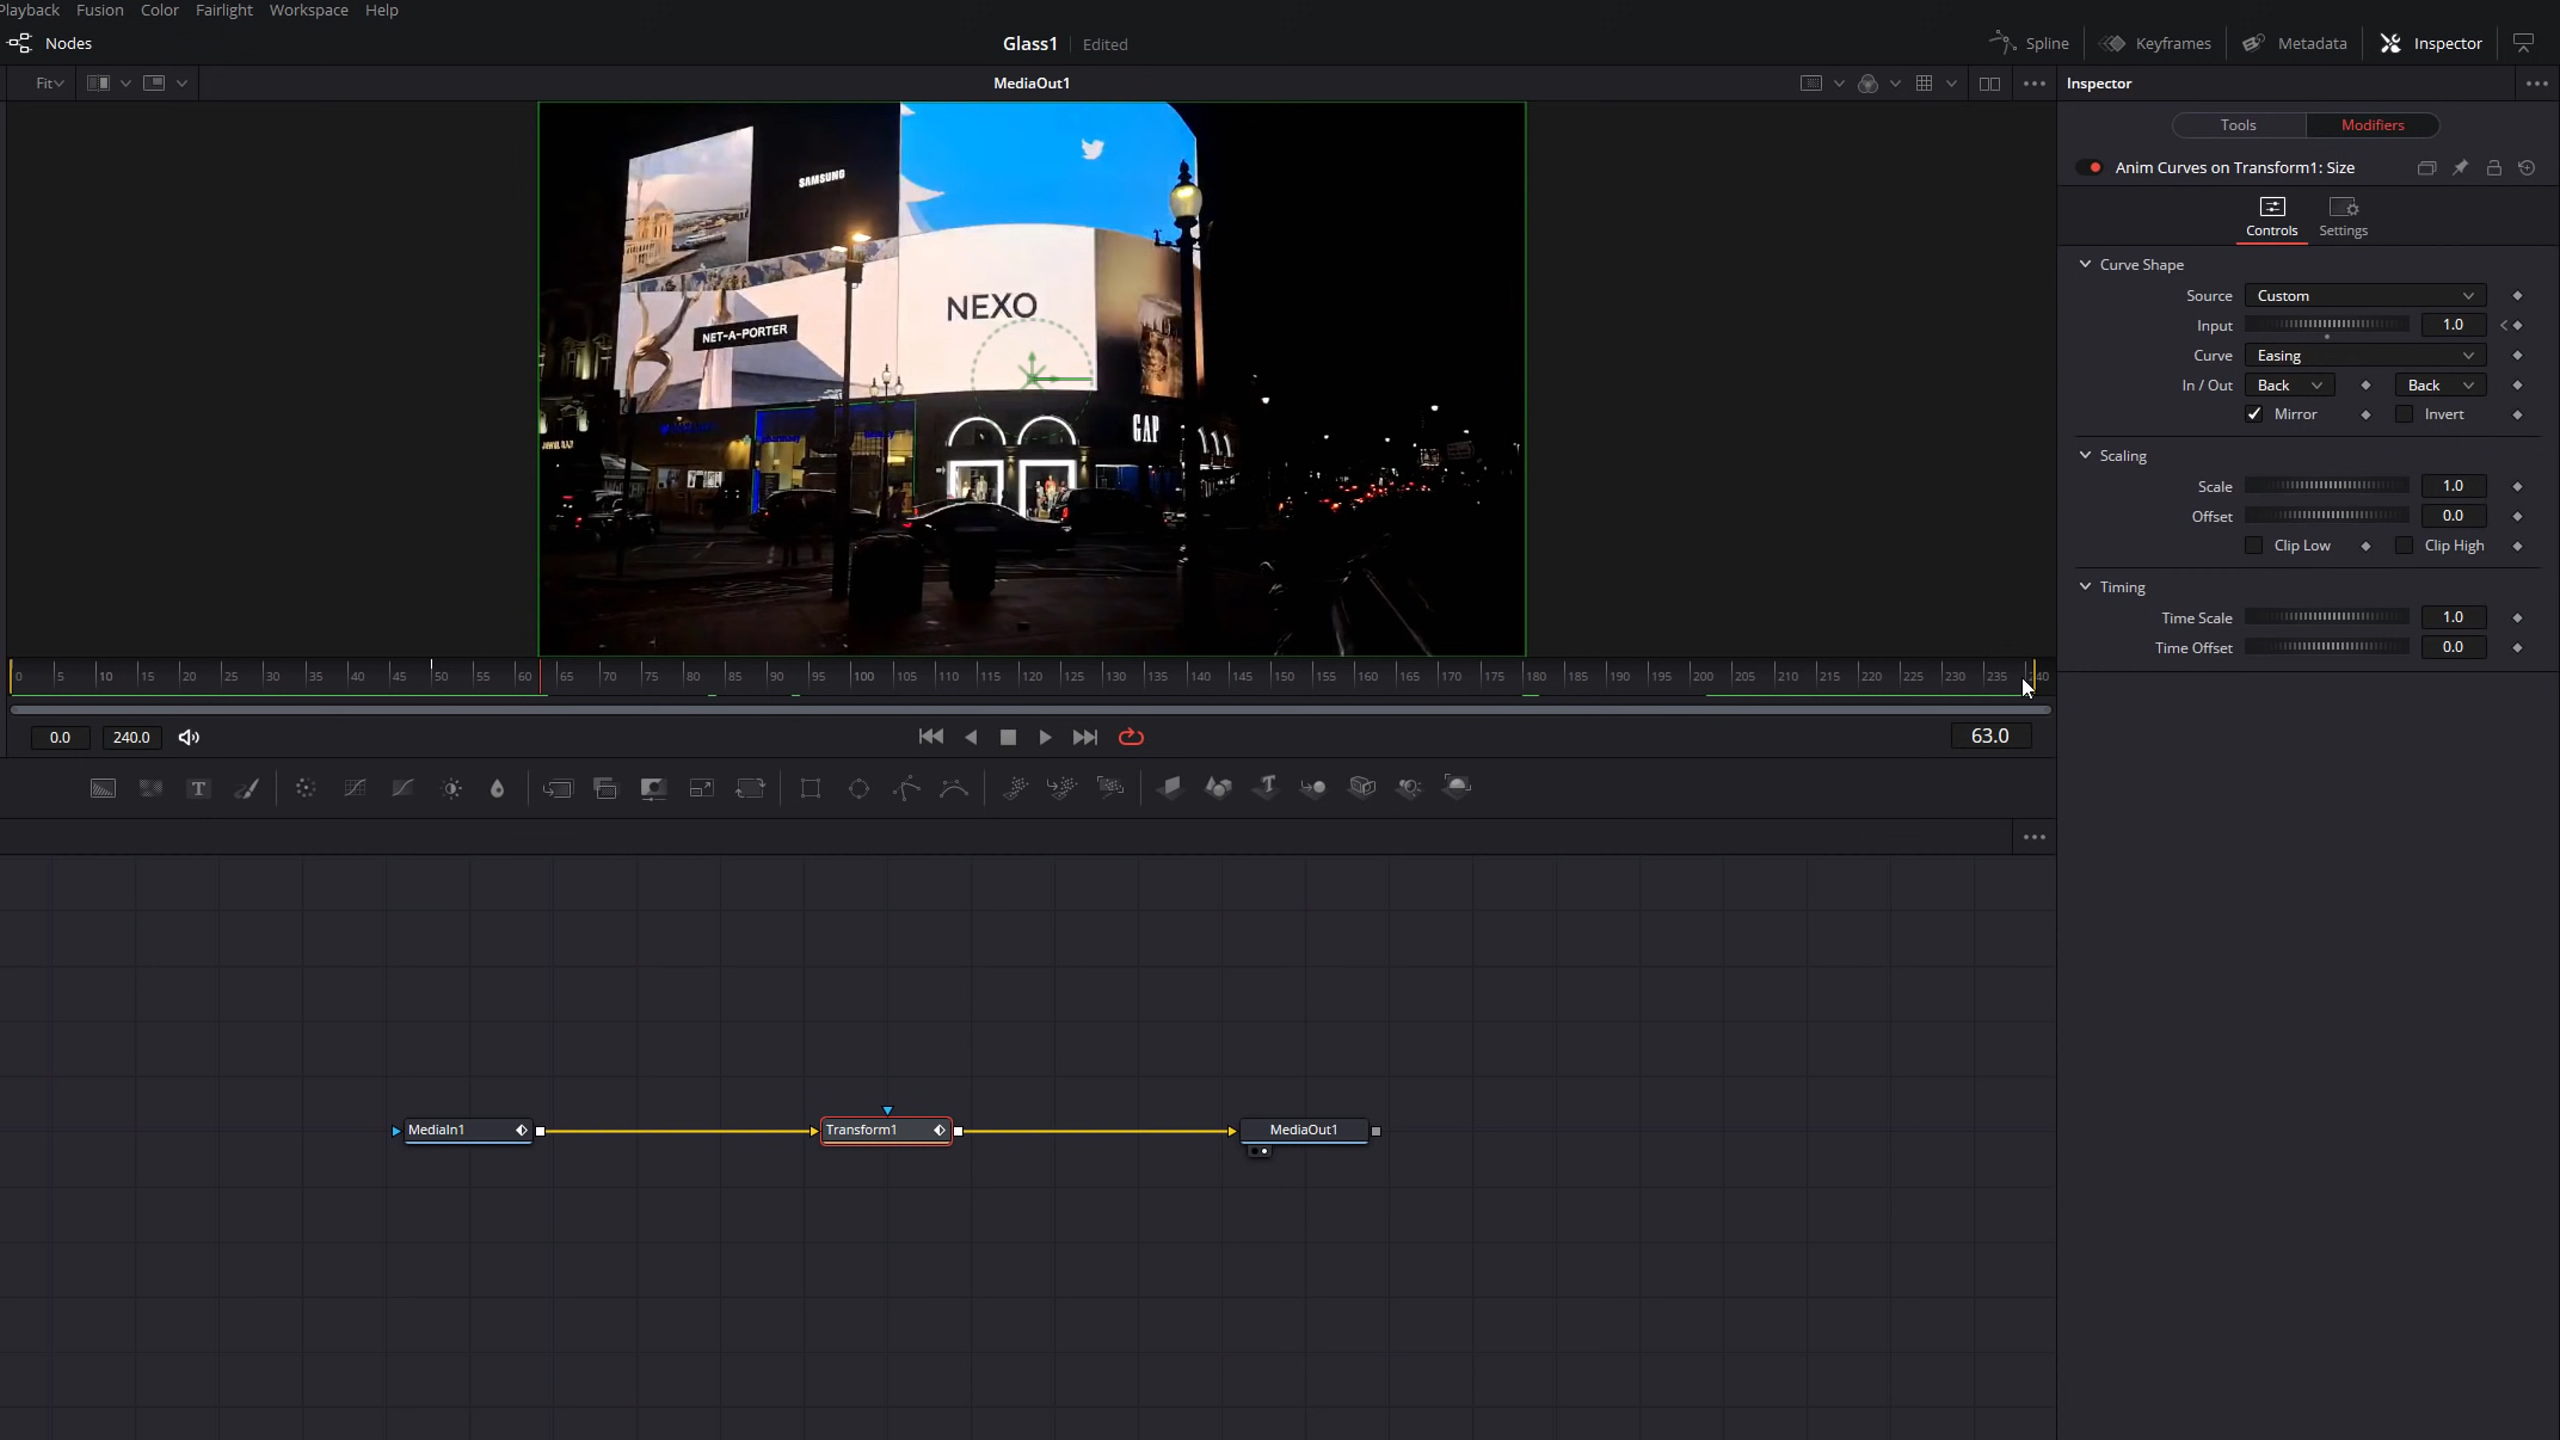 Playback Fusion Color Fairlight Workspace Help
Nodes
Glass1 Edited
Spline Keyframes Metadata Inspector
Fit
MediaOut1
Inspector
Tools Modifiers
Anim Curves on Transform1: Size
Controls Settings
Curve Shape
Source Custom
Input 1.0
Curve Easing
In / Out Back Back
Mirror Invert
Scaling
Scale 1.0
Offset 0.0
Clip Low Clip High
Timing
Time Scale 1.0
Time Offset 0.0
SAMSUNG
NEXO
NET-A-PORTER
GAP
0 5 10 15 20 25 30 35 40 45 50 55 60 65 70 75 80 85 90 95 100 105 110 115 120 125 130 135 140 145 150 155 160 165 170 175 180 185 190 195 200 205 210 215 220 225 230 235 240
0.0 240.0
63.0
T
MediaIn1
Transform1
MediaOut1